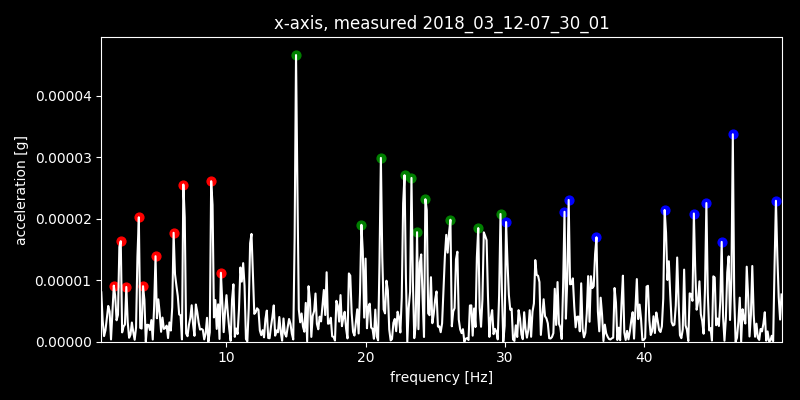 x-axis, measured 2018_03_12-07_30_01
acceleration [g]
0.00004
0.00003
0.00002
0.00001
0.00000
10 20 30 40
frequency [Hz]